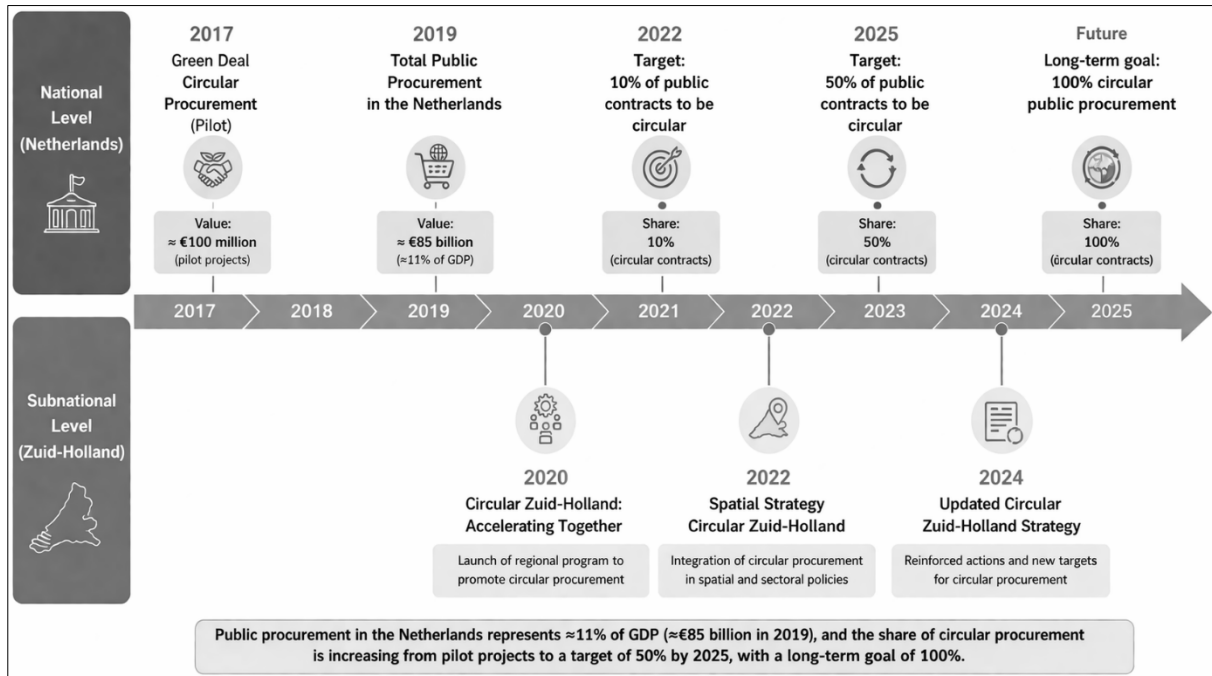 National
Level
(Netherlands)
2017
Green Deal
Circular
Procurement
(Pilot)
Value:
≈ €100 million
(pilot projects)
2019
Total Public
Procurement
in the Netherlands
Value:
≈ €85 billion
(≈11% of GDP)
2022
Target:
10% of public
contracts to be
circular
Share:
10%
(circular contracts)
2025
Target:
50% of public
contracts to be
circular
Share:
50%
(circular contracts)
Future
Long-term goal:
100% circular
public procurement
Share:
100%
(circular contracts)
2017 2018 2019 2020 2021 2022 2023 2024 2025
Subnational
Level
(Zuid-Holland)
2020
Circular Zuid-Holland:
Accelerating Together
Launch of regional program to
promote circular procurement
2022
Spatial Strategy
Circular Zuid-Holland
Integration of circular procurement
in spatial and sectoral policies
2024
Updated Circular
Zuid-Holland Strategy
Reinforced actions and new targets
for circular procurement
Public procurement in the Netherlands represents ≈11% of GDP (≈€85 billion in 2019), and the share of circular procurement
is increasing from pilot projects to a target of 50% by 2025, with a long-term goal of 100%.